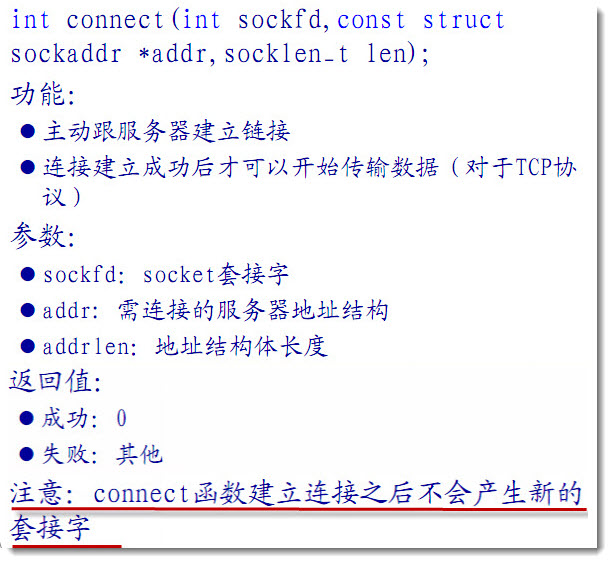 int connect(int sockfd,const struct
sockaddr *addr,socklen_t len);
功能:
●主动跟服务器建立链接
●连接建立成功后才可以开始传输数据（对于TCP协
议）
参数:
●sockfd: socket套接字
●addr: 需连接的服务器地址结构
●addrlen: 地址结构体长度
返回值:
●成功: 0
●失败: 其他
注意: connect函数建立连接之后不会产生新的
套接字